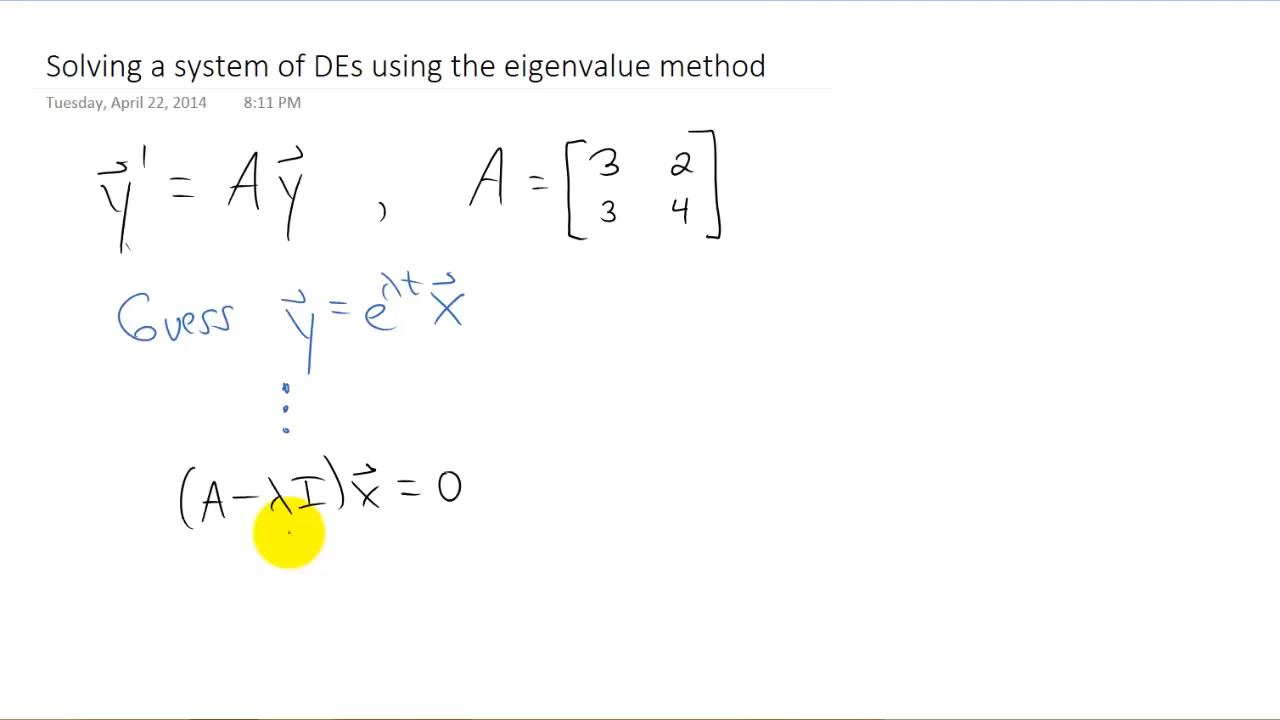 Solving a system of DEs using the eigenvalue method
Tuesday, April 22, 2014 8:11 PM
y⃗' = Ay⃗ , A = [3 2
3 4]
Guess y⃗ = e^{λt} x⃗
⋮
(A - λI)x⃗ = 0